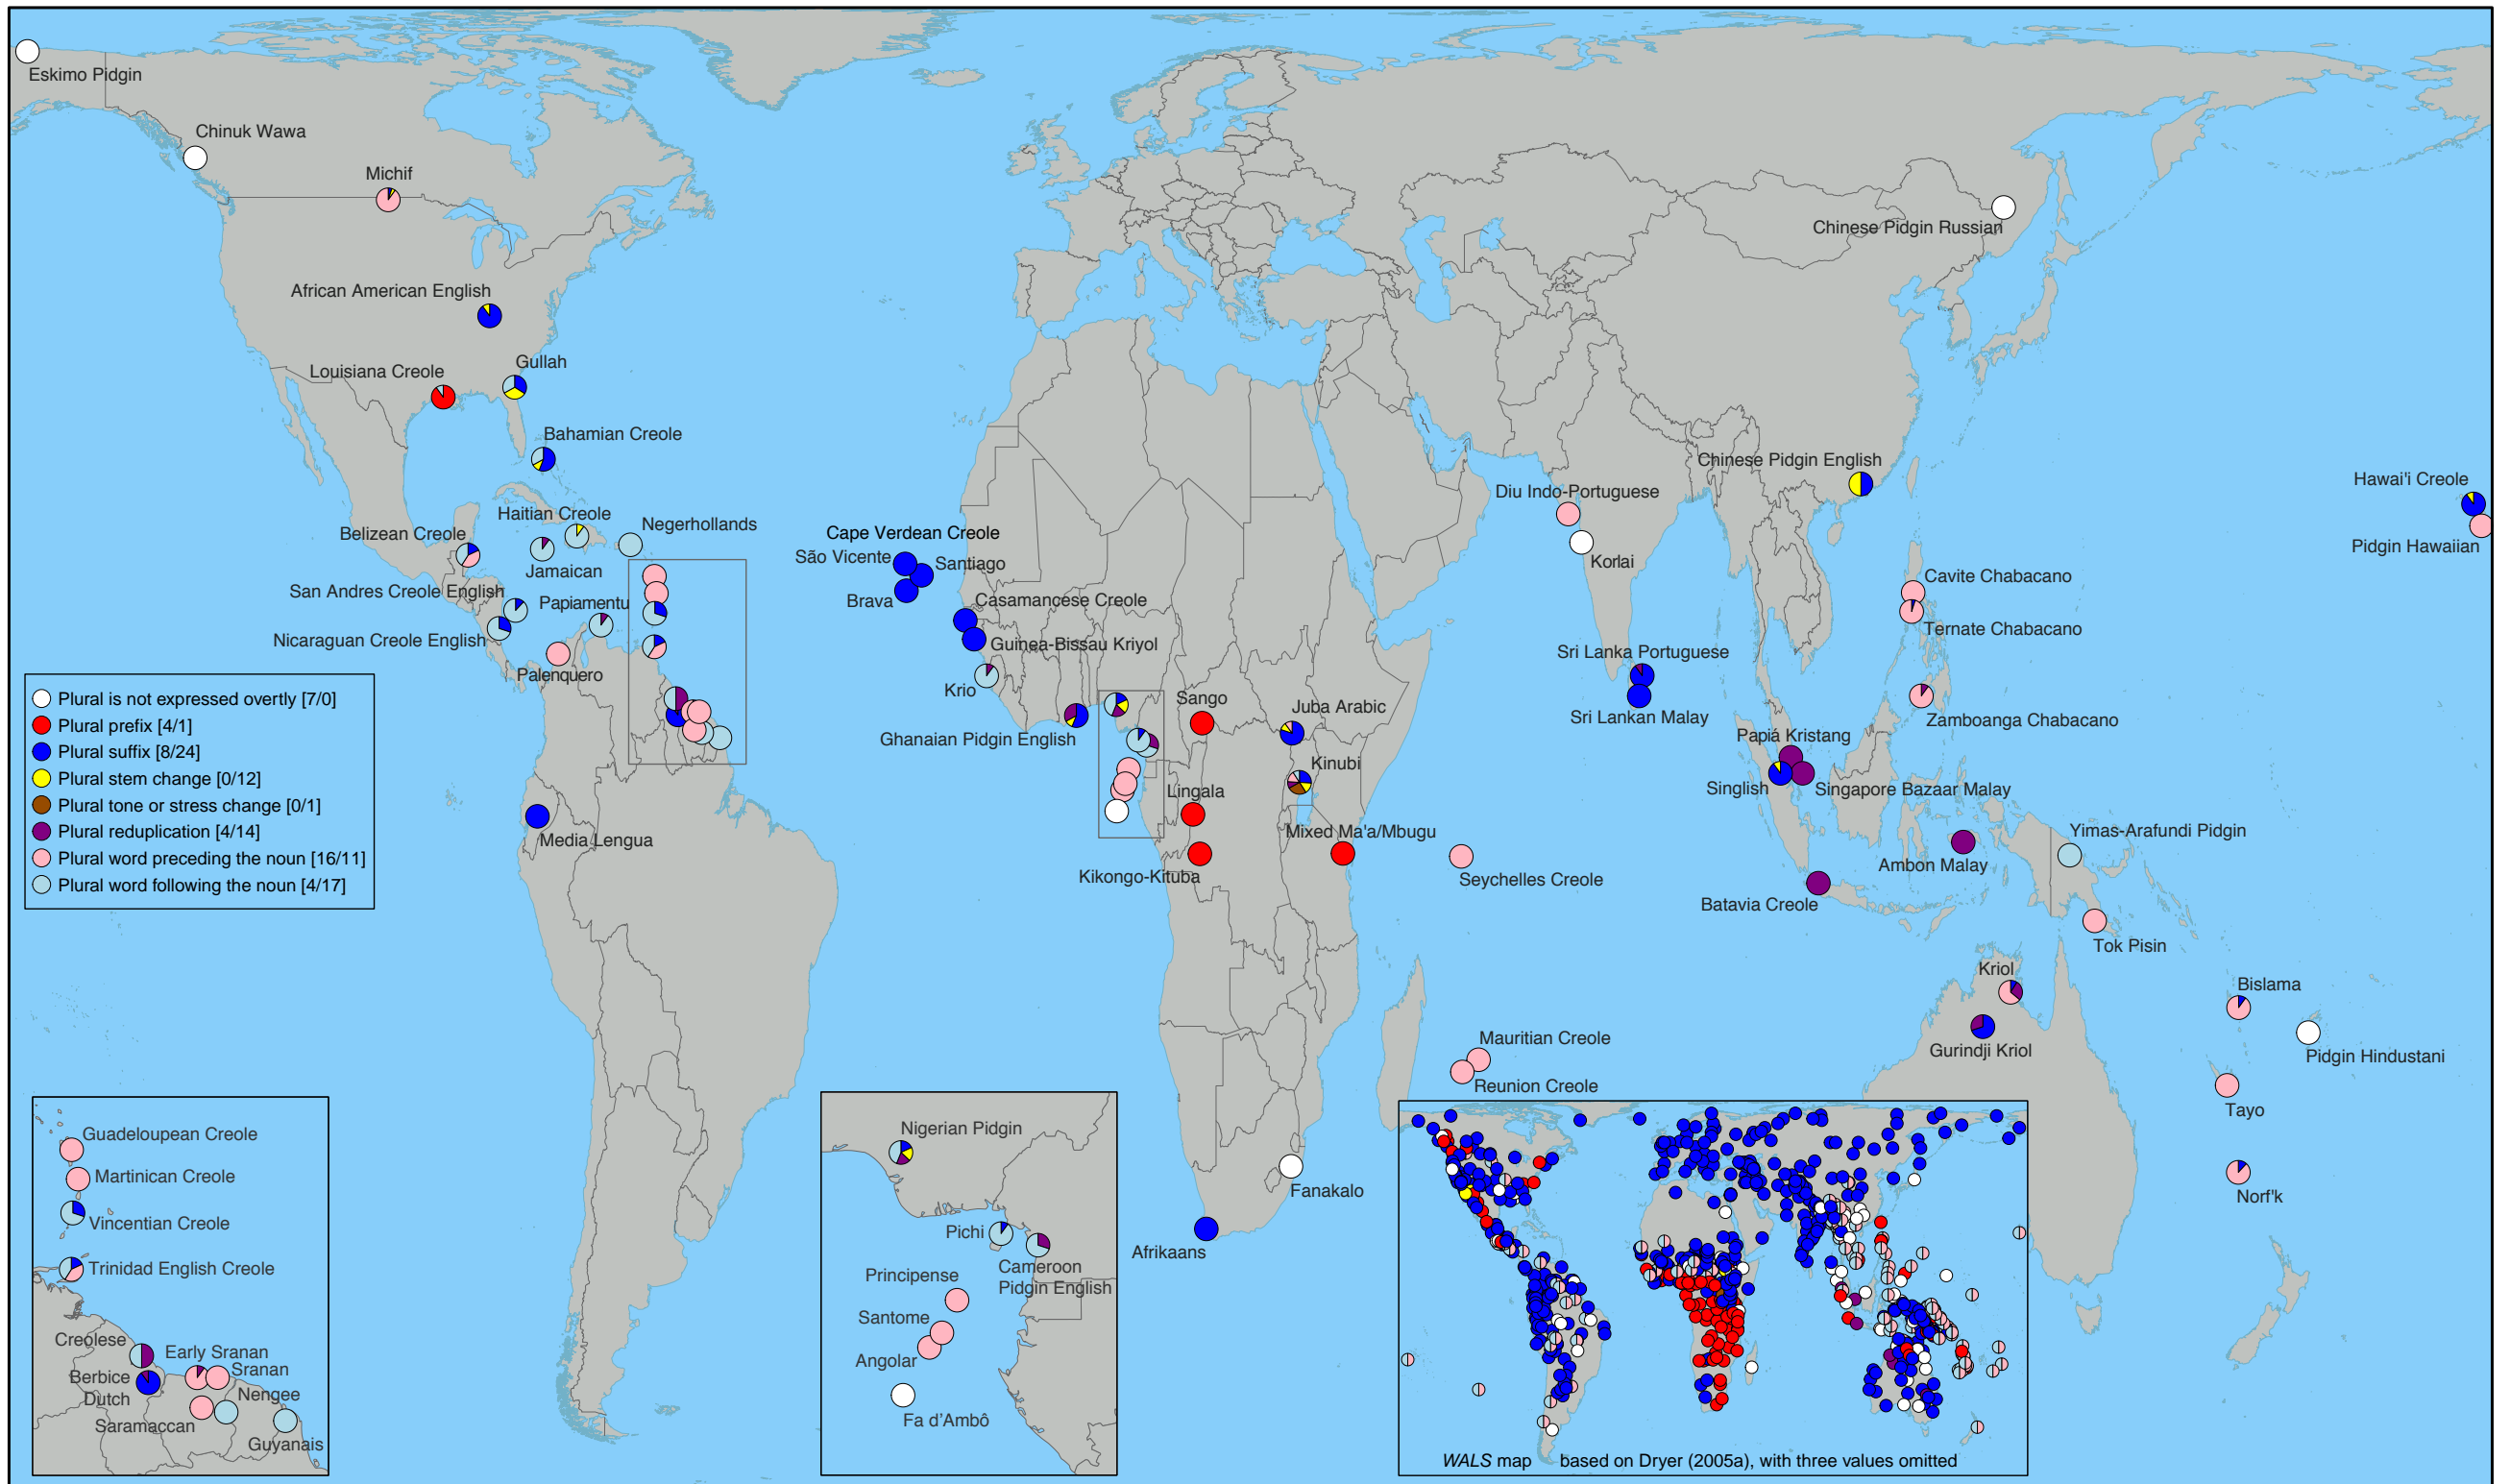 Eskimo Pidgin
Chinuk Wawa
Michif
Chinese Pidgin Russian
African American English
Gullah
Louisiana Creole
Bahamian Creole
Chinese Pidgin English
Hawai'i Creole
Diu Indo-Portuguese
Haitian Creole
Negerhollands
Belizean Creole
Cape Verdean Creole
Pidgin Hawaiian
São Vicente
Santiago
Korlai
Jamaican
Cavite Chabacano
San Andres Creole English
Papiamentu
Brava
Casamancese Creole
Ternate Chabacano
Nicaraguan Creole English
Guinea-Bissau Kriyol
Sri Lanka Portuguese
Palenquero
Krio
Sango
Juba Arabic
Sri Lankan Malay
Zamboanga Chabacano
Ghanaian Pidgin English
Papiá Kristang
Kinubi
Lingala
Singlish
Singapore Bazaar Malay
Media Lengua
Mixed Ma'a/Mbugu
Yimas-Arafundi Pidgin
Ambon Malay
Kikongo-Kituba
Seychelles Creole
Batavia Creole
Tok Pisin
Kriol
Bislama
Mauritian Creole
Gurindji Kriol
Pidgin Hindustani
Reunion Creole
Tayo
Fanakalo
Norf'k
Afrikaans
Plural is not expressed overtly [7/0]
Plural prefix [4/1]
Plural suffix [8/24]
Plural stem change [0/12]
Plural tone or stress change [0/1]
Plural reduplication [4/14]
Plural word preceding the noun [16/11]
Plural word following the noun [4/17]
Guadeloupean Creole
Martinican Creole
Vincentian Creole
Trinidad English Creole
Creolese
Early Sranan
Berbice
Dutch
Sranan
Nengee
Saramaccan
Guyanais
Nigerian Pidgin
Pichi
Cameroon
Pidgin English
Principense
Santome
Angolar
Fa d'Ambô
WALS map based on Dryer (2005a), with three values omitted